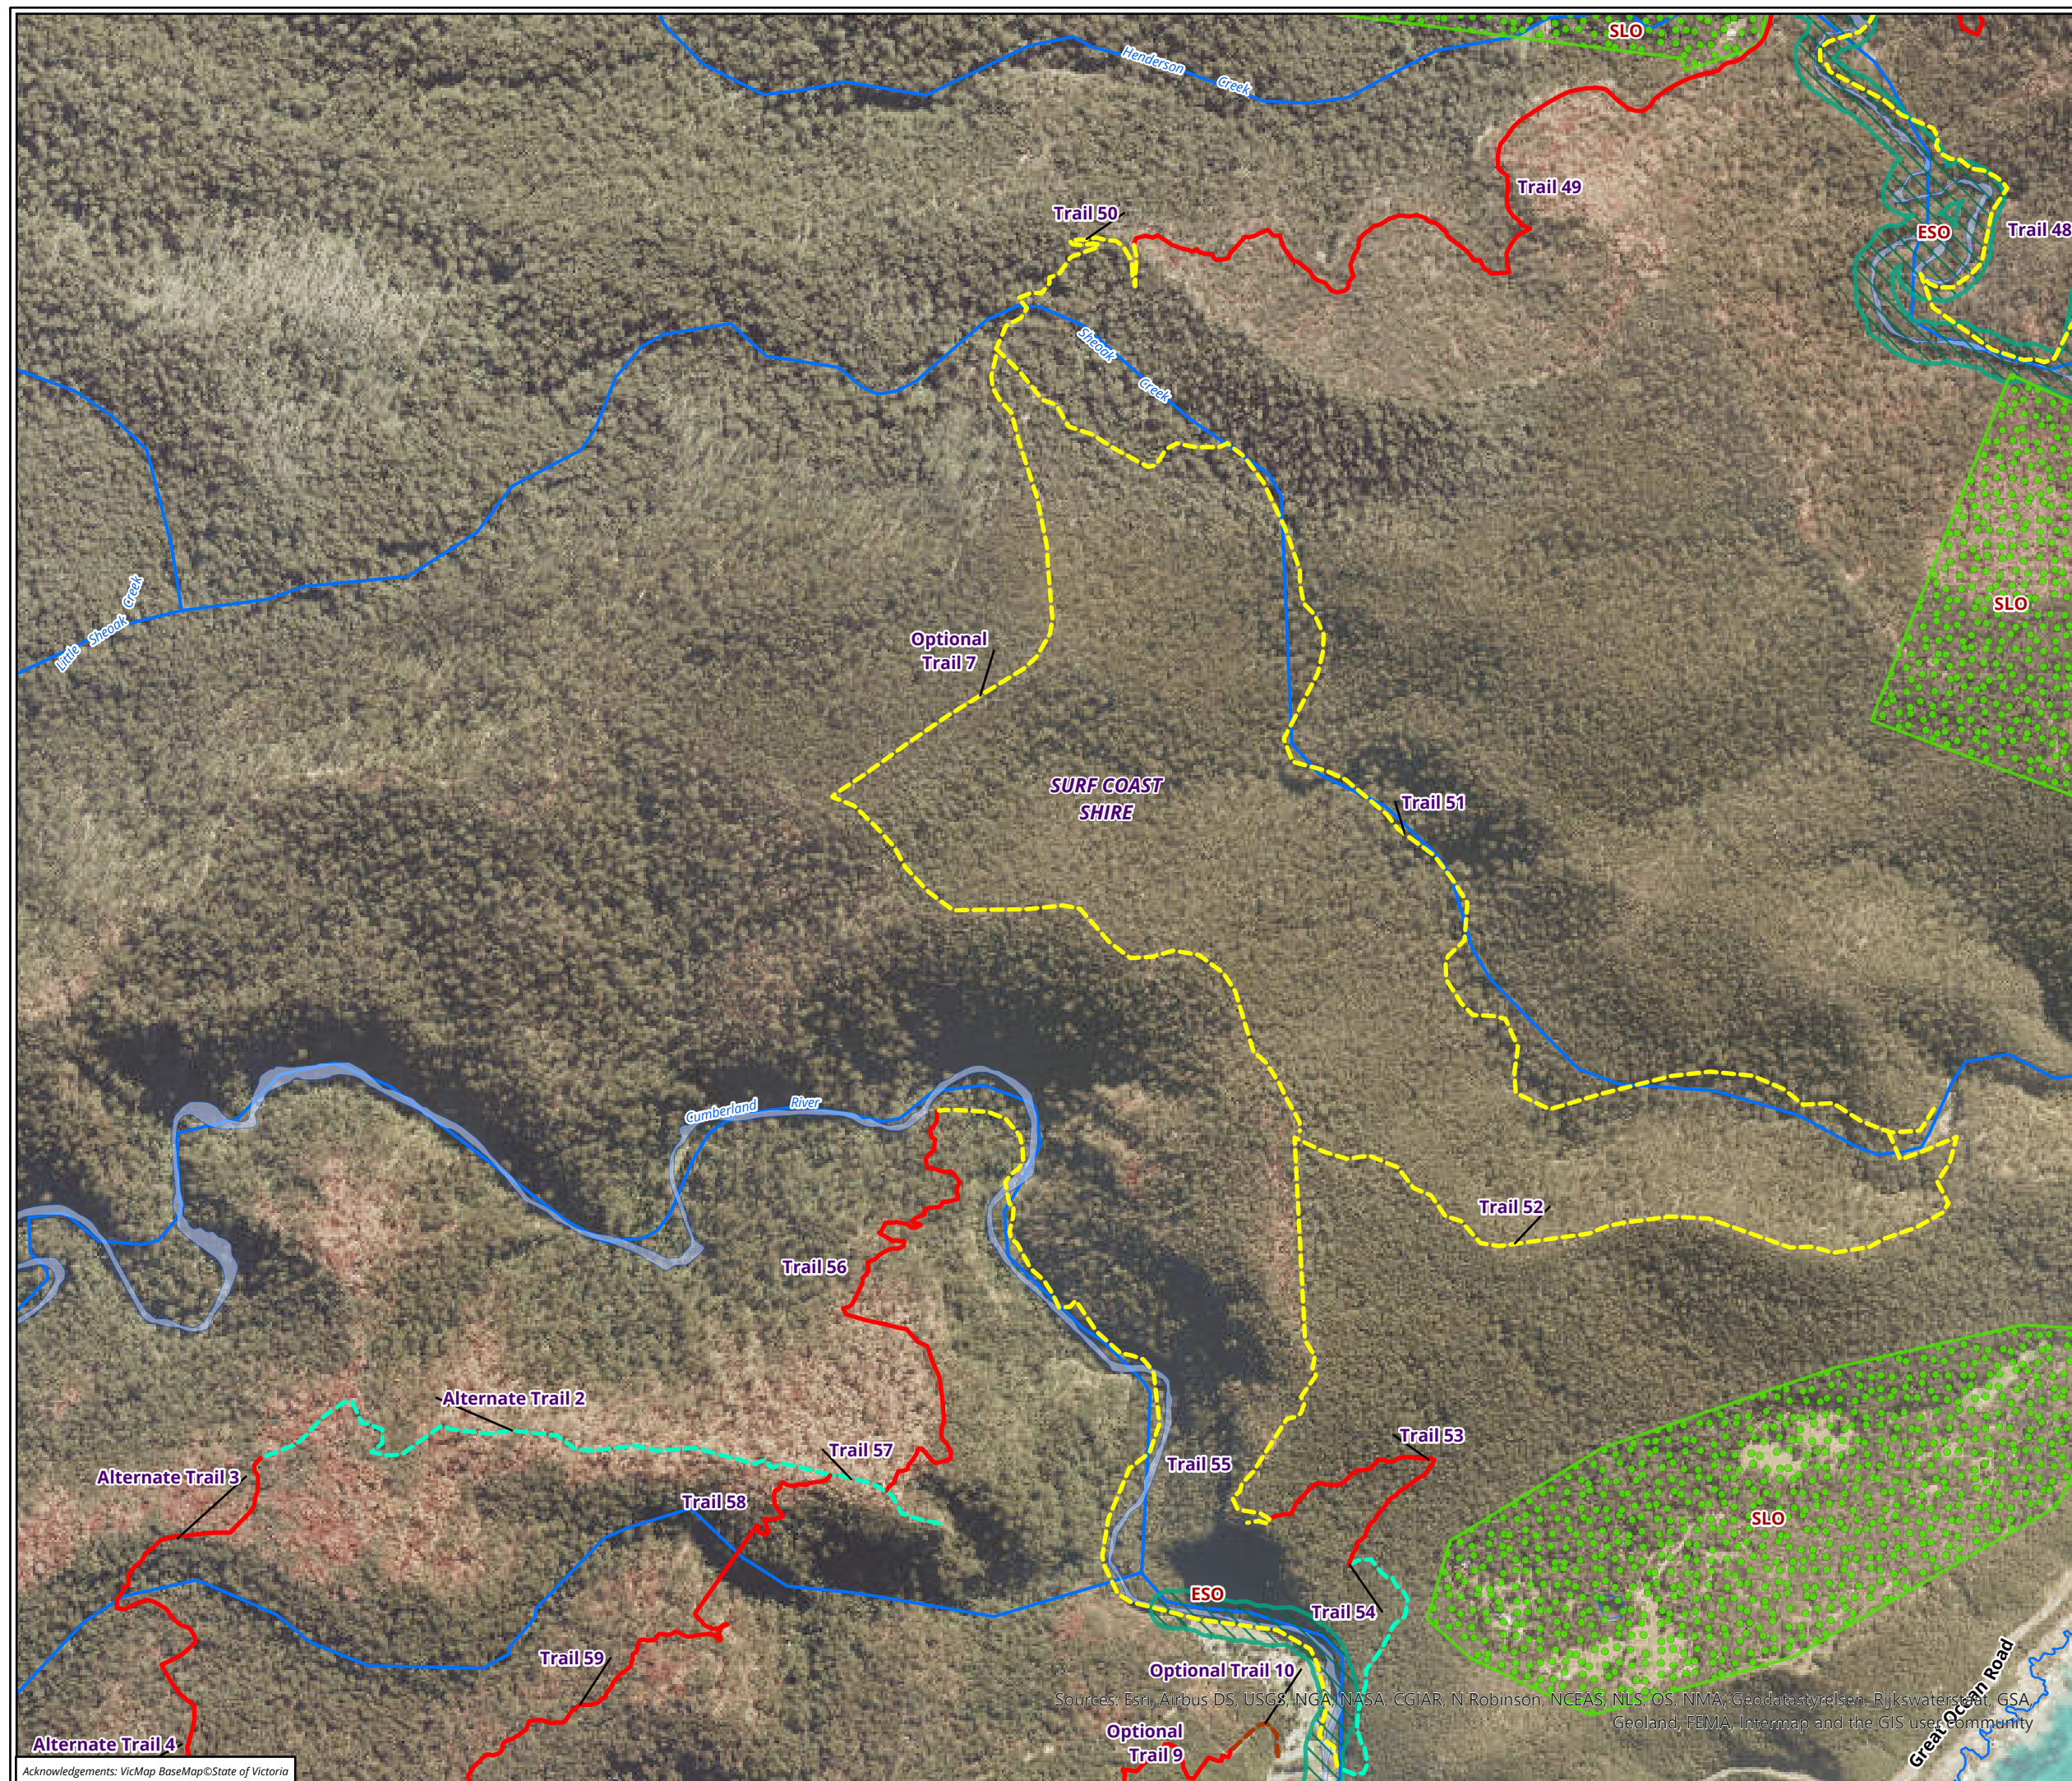 SLO
Henderson
Creek
Trail 49
Trail 50
ESO
Trail 48
Sheoak
Creek
Little
Sheoak
Creek
SLO
Optional
Trail 7
SURF COAST
SHIRE
Trail 51
Cumberland
River
Trail 52
Trail 56
Alternate Trail 2
Trail 57
Trail 53
Alternate Trail 3
Trail 55
Trail 58
SLO
ESO
Trail 54
Trail 59
Optional Trail 10
Great Ocean Road
Sources: Esri, Airbus DS, USGS, NGA, NASA, CGIAR, N Robinson, NCEAS, NLS, OS, NMA, Geodatastyrelsen, Rijkswaterstaat, GSA,
Geoland, FEMA, Intermap and the GIS user community
Optional
Trail 9
Alternate Trail 4
Acknowledgements: VicMap BaseMap©State of Victoria